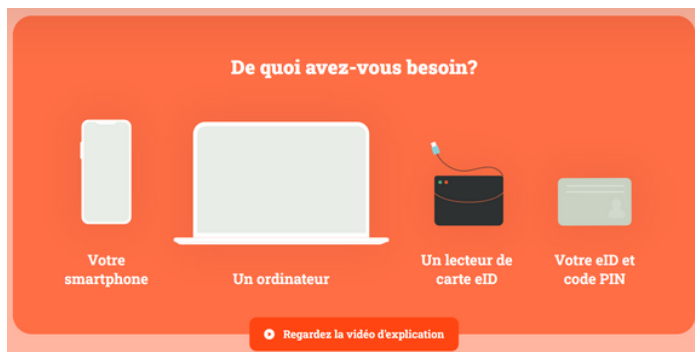 De quoi avez-vous besoin?
Votre
smartphone
Un ordinateur
Un lecteur de
carte eID
Votre eID et
code PIN
Regardez la vidéo d'explication